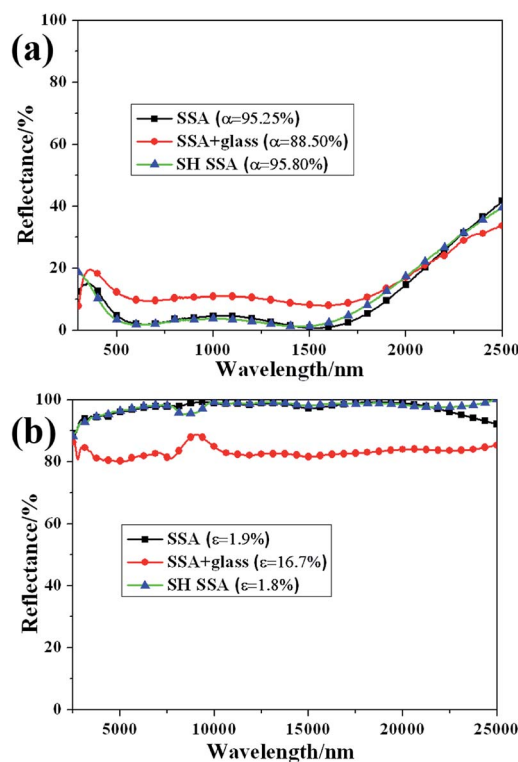 (a)
100
80
60
40
20
0
Reflectance/%
SSA (α=95.25%)
SSA+glass (α=88.50%)
SH SSA (α=95.80%)
500 1000 1500 2000 2500
Wavelength/nm
(b)
100
80
60
40
20
0
Reflectance/%
SSA (ε=1.9%)
SSA+glass (ε=16.7%)
SH SSA (ε=1.8%)
5000 10000 15000 20000 25000
Wavelength/nm